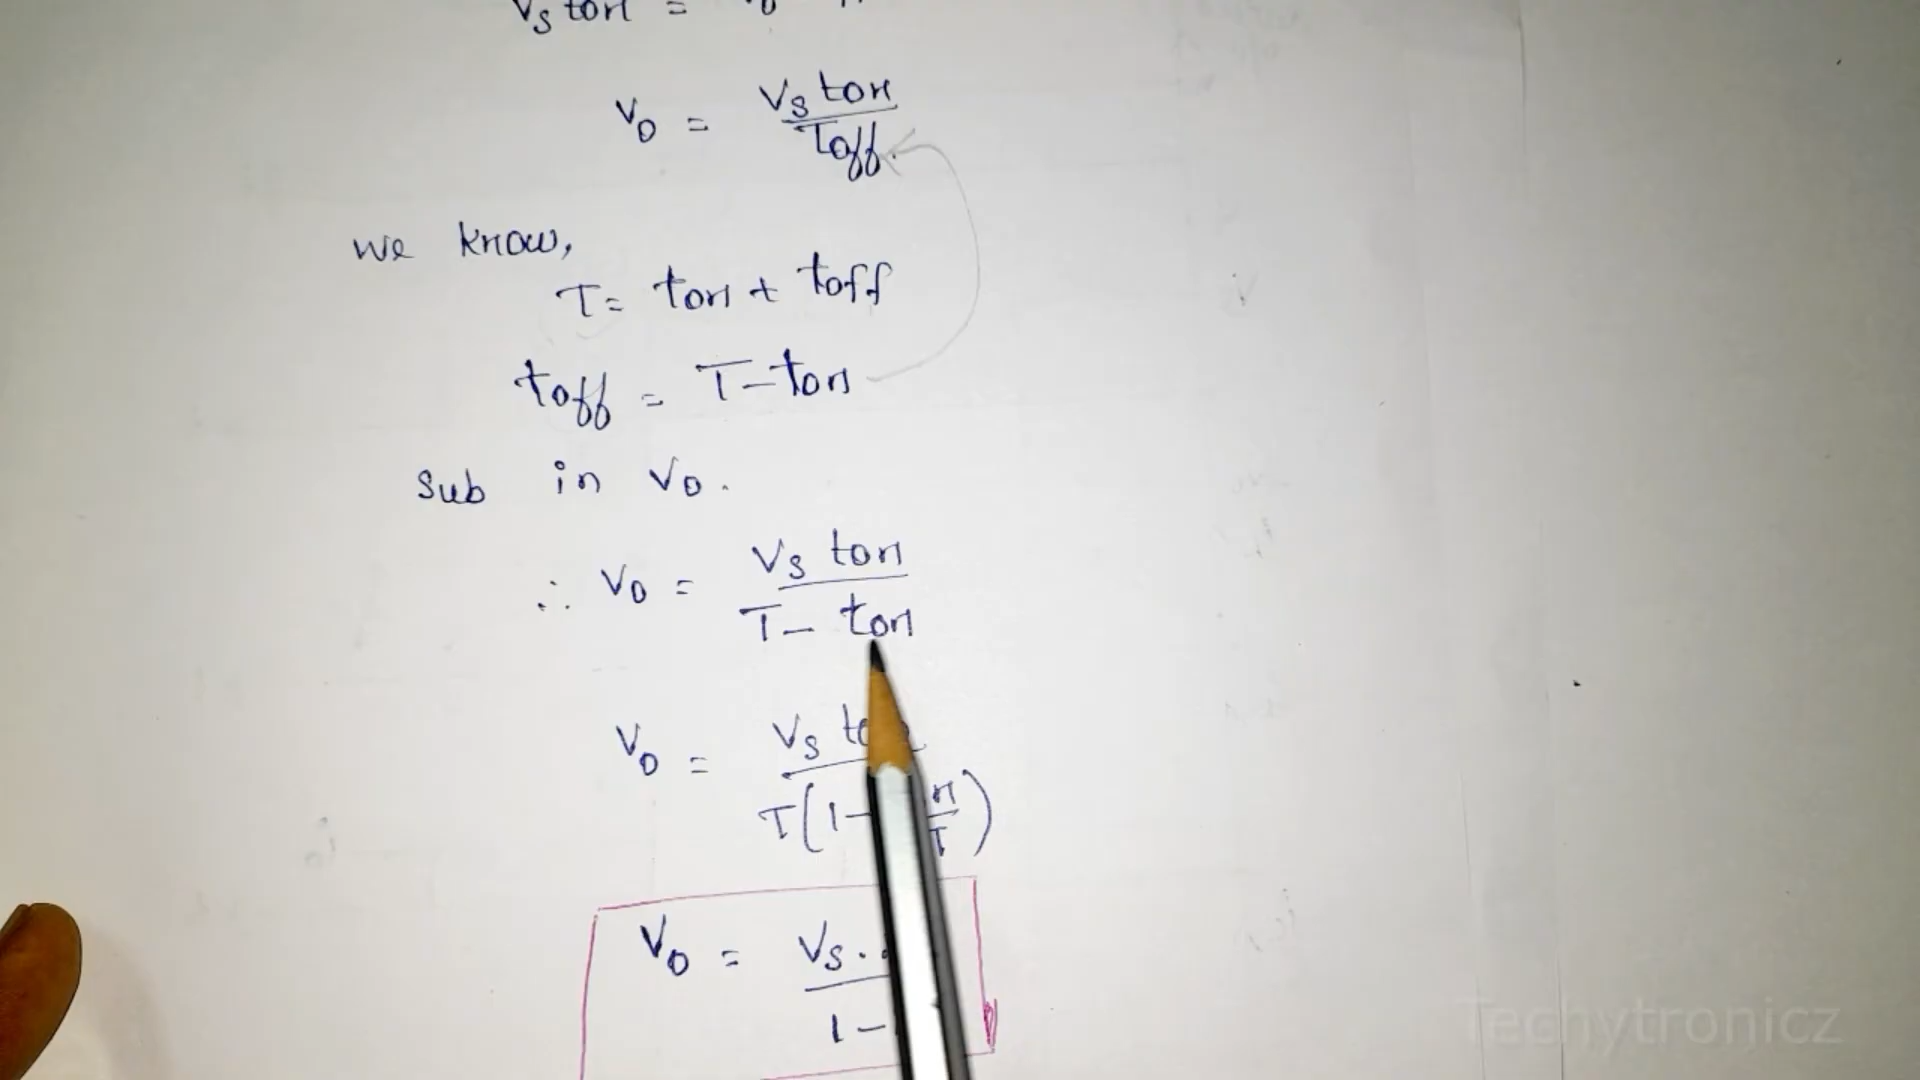 Vs ton =
Vo = Vs ton / Toff
we know,
T = ton + toff
toff = T - ton
Sub in Vo.
∴ Vo = Vs ton / T - ton
Vo = Vs / T(1 -
Vo = Vs . / 1 -
Techytronicz